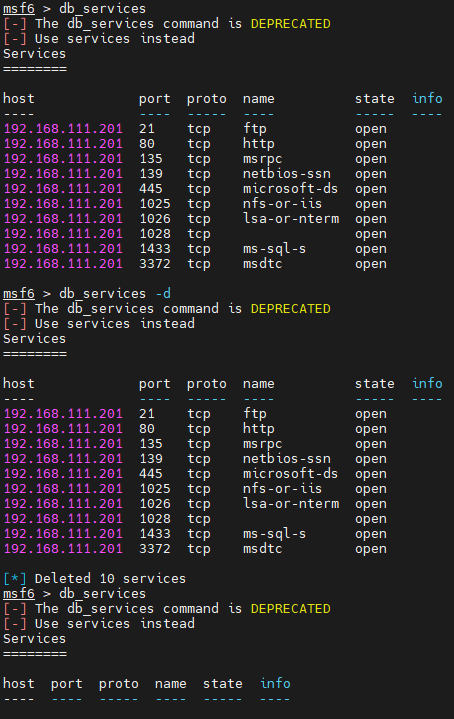 msf6 > db_services
[-] The db_services command is DEPRECATED
[-] Use services instead
Services
========

host             port  proto  name          state  info
----             ----  -----  ----          -----  ----
192.168.111.201  21    tcp    ftp           open
192.168.111.201  80    tcp    http          open
192.168.111.201  135   tcp    msrpc         open
192.168.111.201  139   tcp    netbios-ssn   open
192.168.111.201  445   tcp    microsoft-ds  open
192.168.111.201  1025  tcp    nfs-or-iis    open
192.168.111.201  1026  tcp    lsa-or-nterm  open
192.168.111.201  1028  tcp                  open
192.168.111.201  1433  tcp    ms-sql-s      open
192.168.111.201  3372  tcp    msdtc         open

msf6 > db_services -d
[-] The db_services command is DEPRECATED
[-] Use services instead
Services
========

host             port  proto  name          state  info
----             ----  -----  ----          -----  ----
192.168.111.201  21    tcp    ftp           open
192.168.111.201  80    tcp    http          open
192.168.111.201  135   tcp    msrpc         open
192.168.111.201  139   tcp    netbios-ssn   open
192.168.111.201  445   tcp    microsoft-ds  open
192.168.111.201  1025  tcp    nfs-or-iis    open
192.168.111.201  1026  tcp    lsa-or-nterm  open
192.168.111.201  1028  tcp                  open
192.168.111.201  1433  tcp    ms-sql-s      open
192.168.111.201  3372  tcp    msdtc         open

[*] Deleted 10 services
msf6 > db_services
[-] The db_services command is DEPRECATED
[-] Use services instead
Services
========

host  port  proto  name  state  info
----  ----  -----  ----  -----  ----